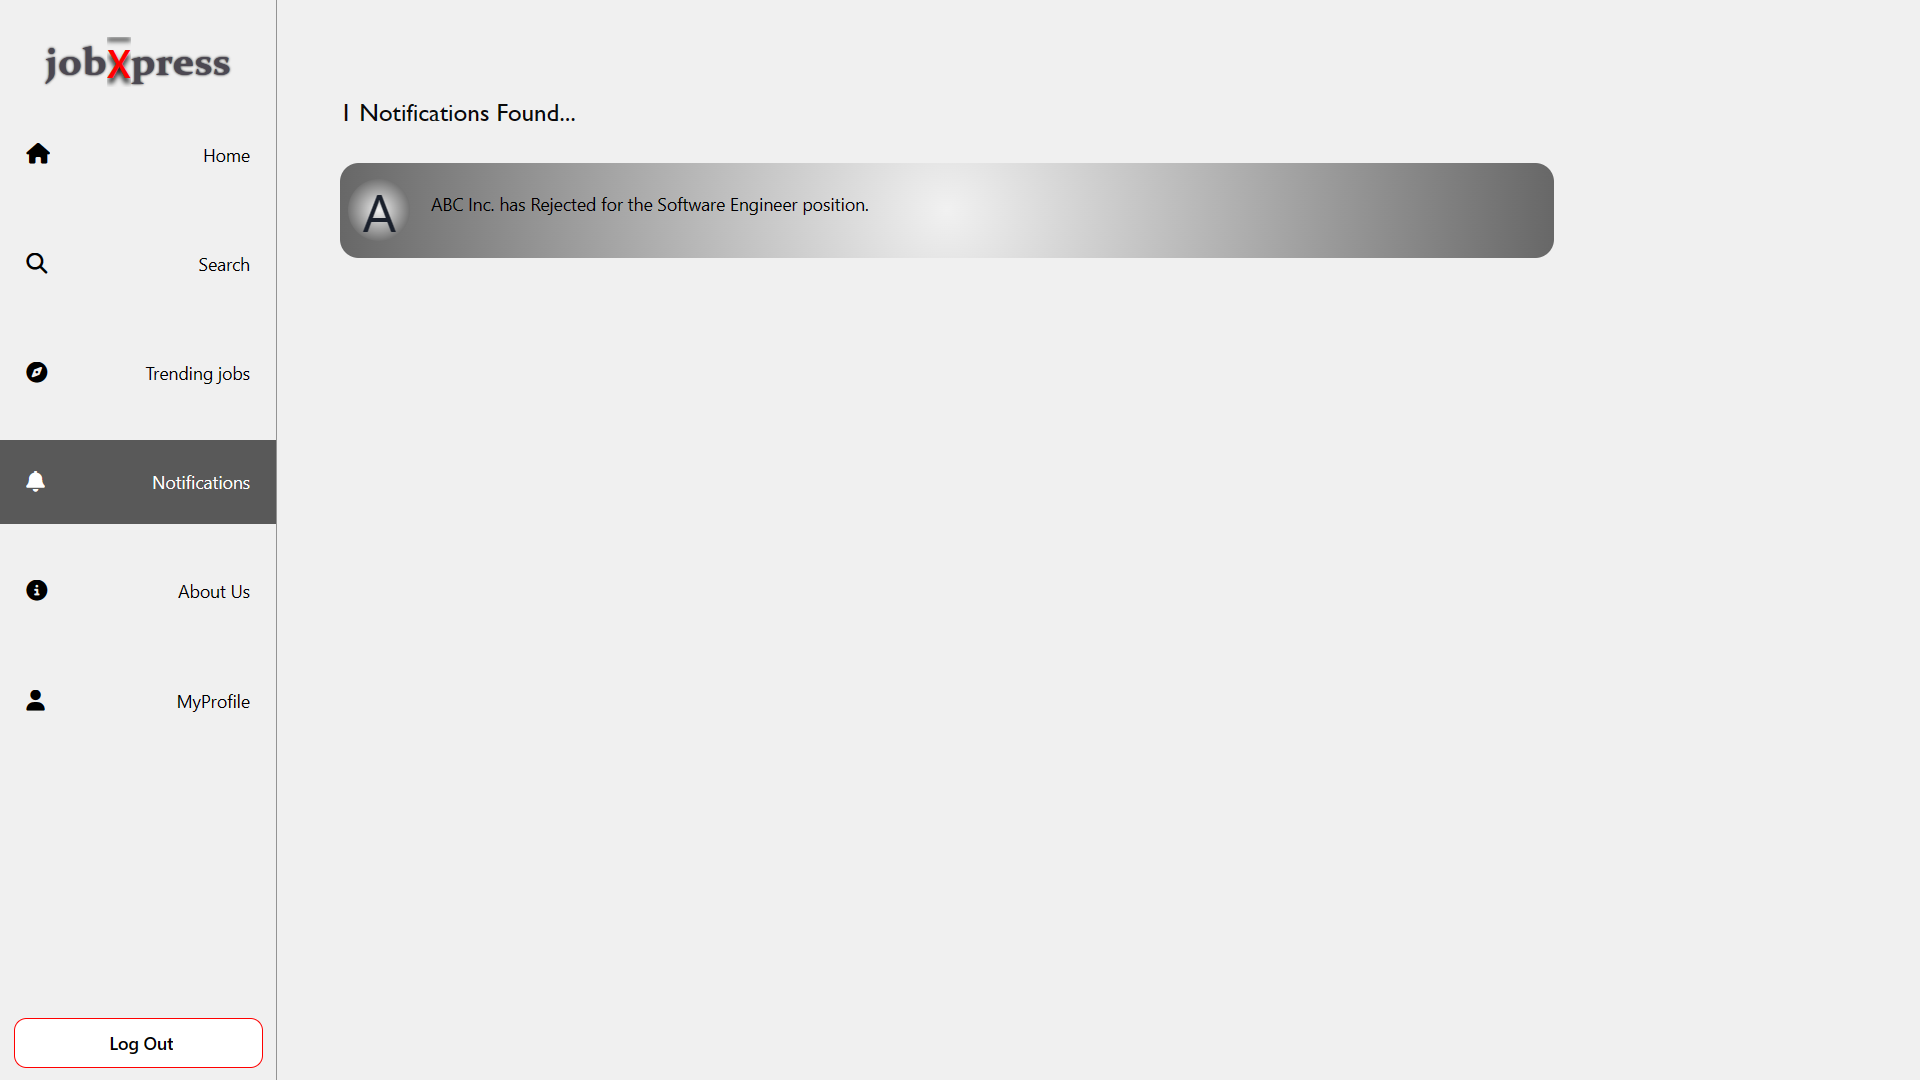 jobXpress
Home
Search
Trending jobs
Notifications
About Us
MyProfile
Log Out
1 Notifications Found...
A
ABC Inc. has Rejected for the Software Engineer position.